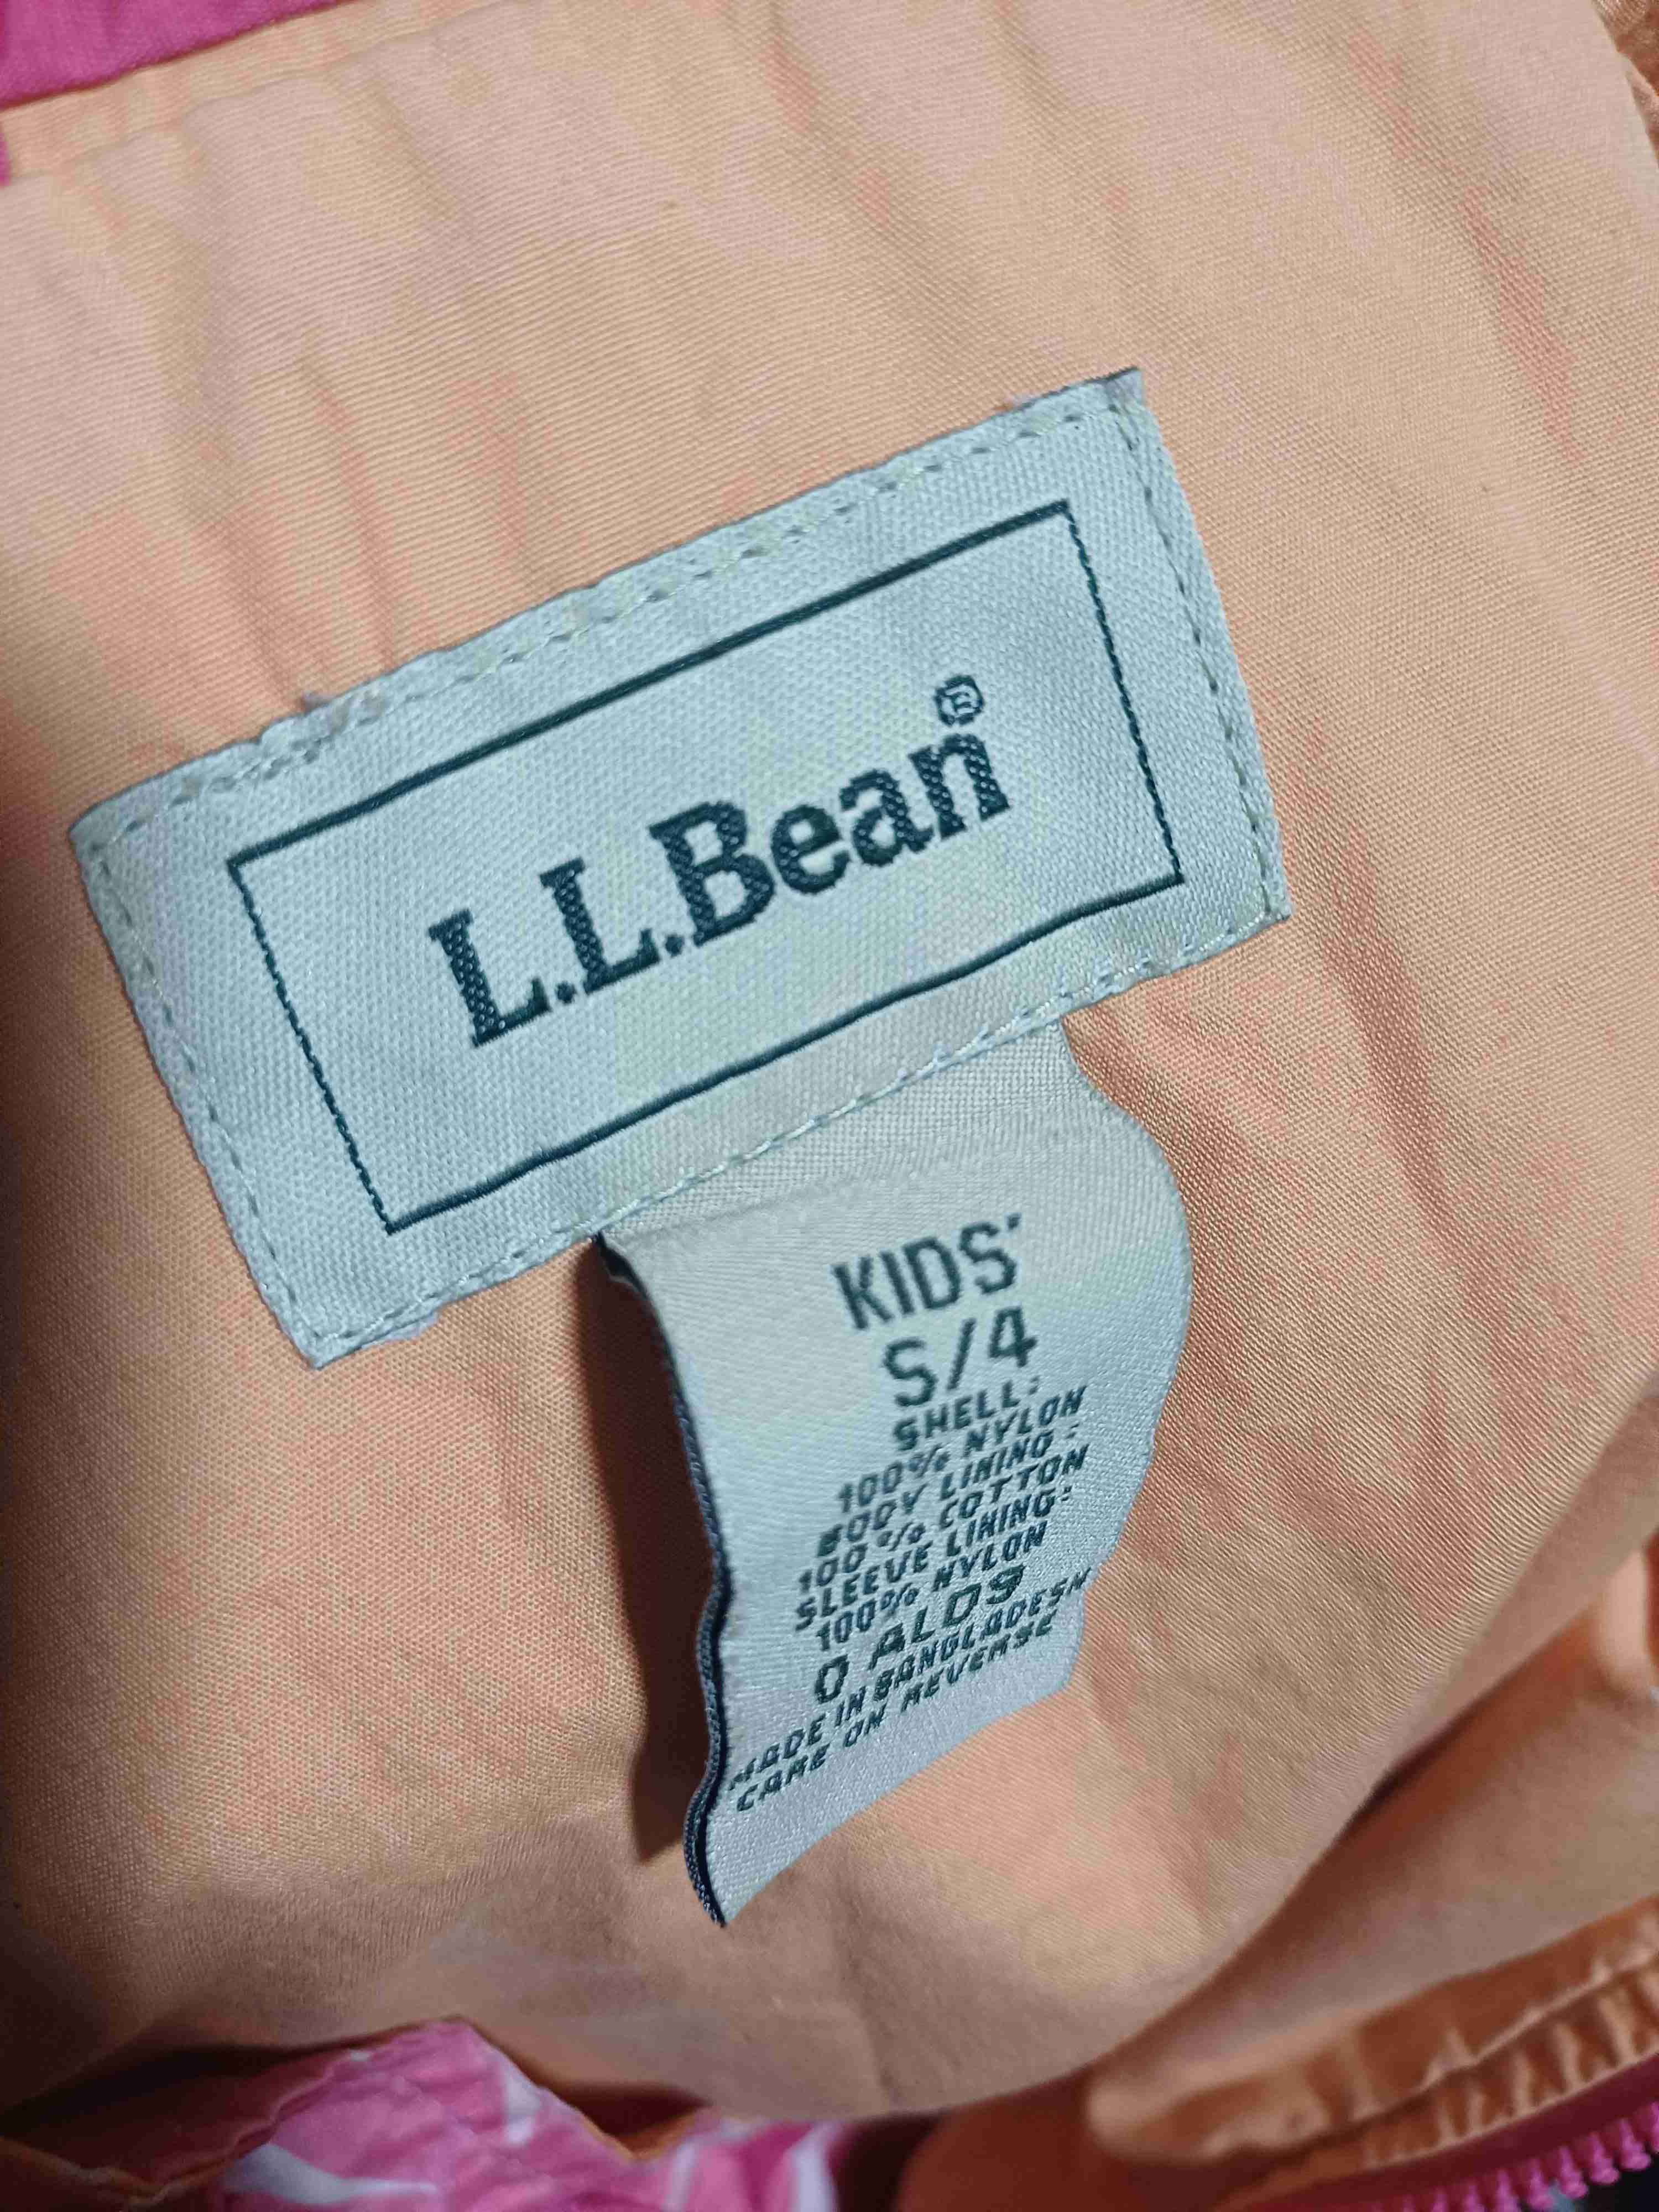 L.L.Bean®
KIDS'
S/4
SHELL:
100% NYLON
BODY LINING:
100% COTTON
SLEEVE LINING:
100% NYLON
0 ALD9
MADE IN BANGLADESH
CARE ON REVERSE